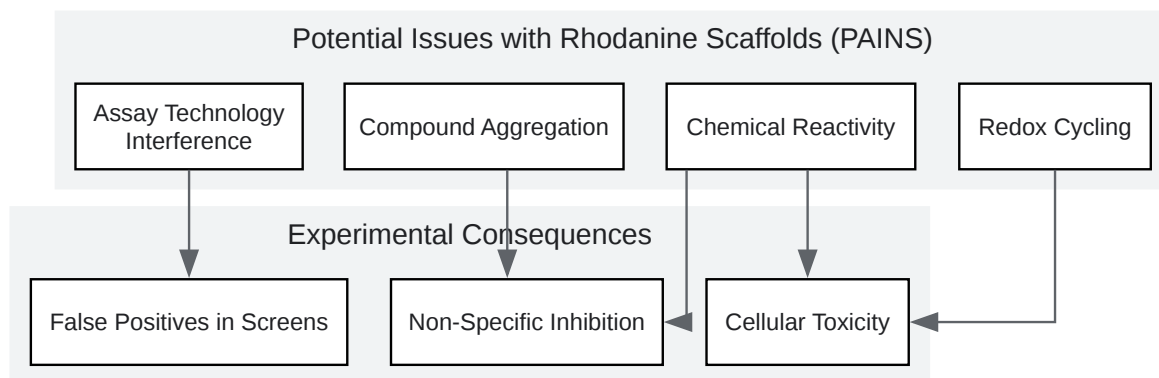 Potential Issues with Rhodanine Scaffolds (PAINS)
Assay Technology
Interference
Compound Aggregation
Chemical Reactivity
Redox Cycling
Experimental Consequences
False Positives in Screens
Non-Specific Inhibition
Cellular Toxicity